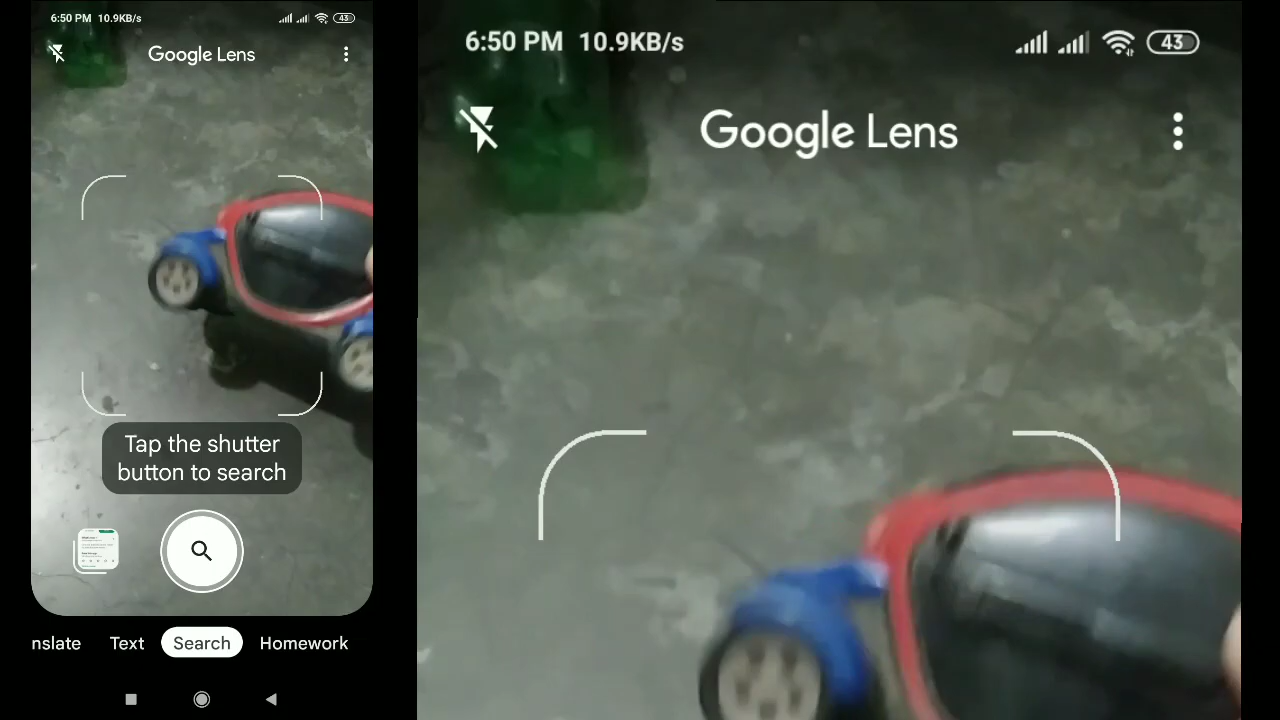 6:50 PM 10.9KB/s 43
Google Lens
Tap the shutter
button to search
nslate Text Search Homework
6:50 PM 10.9KB/s 43
Google Lens